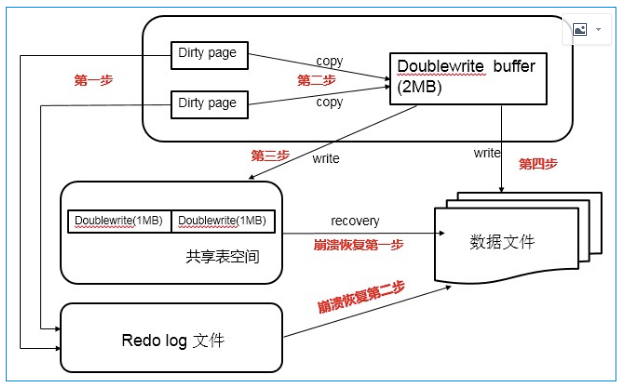 Dirty page
copy
第一步
第二步
Doublewrite buffer
(2MB)
Dirty page
copy
第三步
write
write
第四步
Doublewrite(1MB)
Doublewrite(1MB)
recovery
共享表空间
崩溃恢复第一步
数据文件
崩溃恢复第二步
Redo log 文件